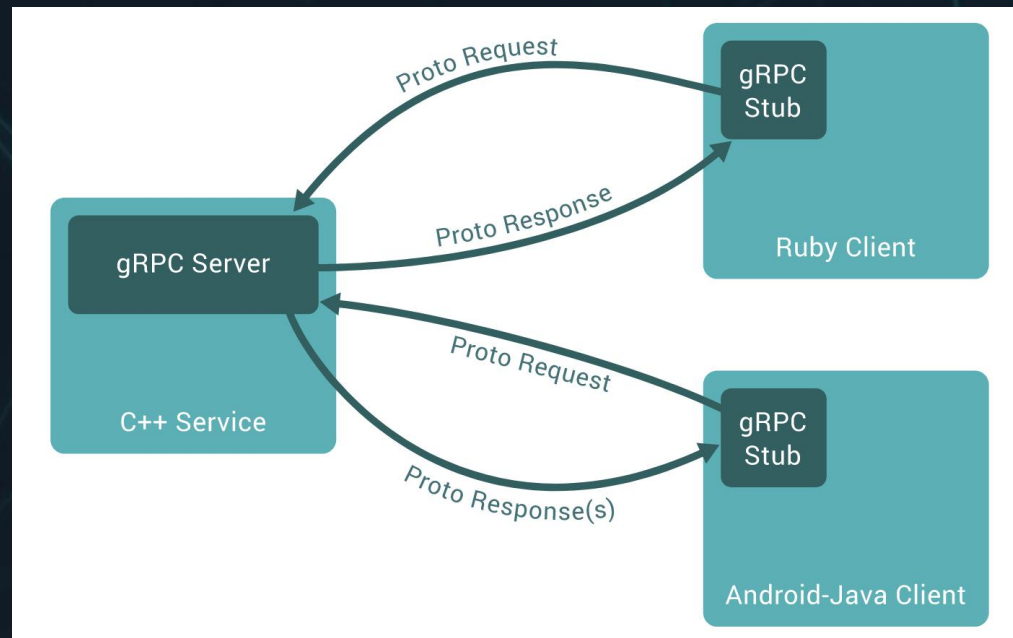 Proto Request
gRPC
Stub
Proto Response
Ruby Client
gRPC Server
C++ Service
Proto Request
gRPC
Stub
Proto Response(s)
Android-Java Client